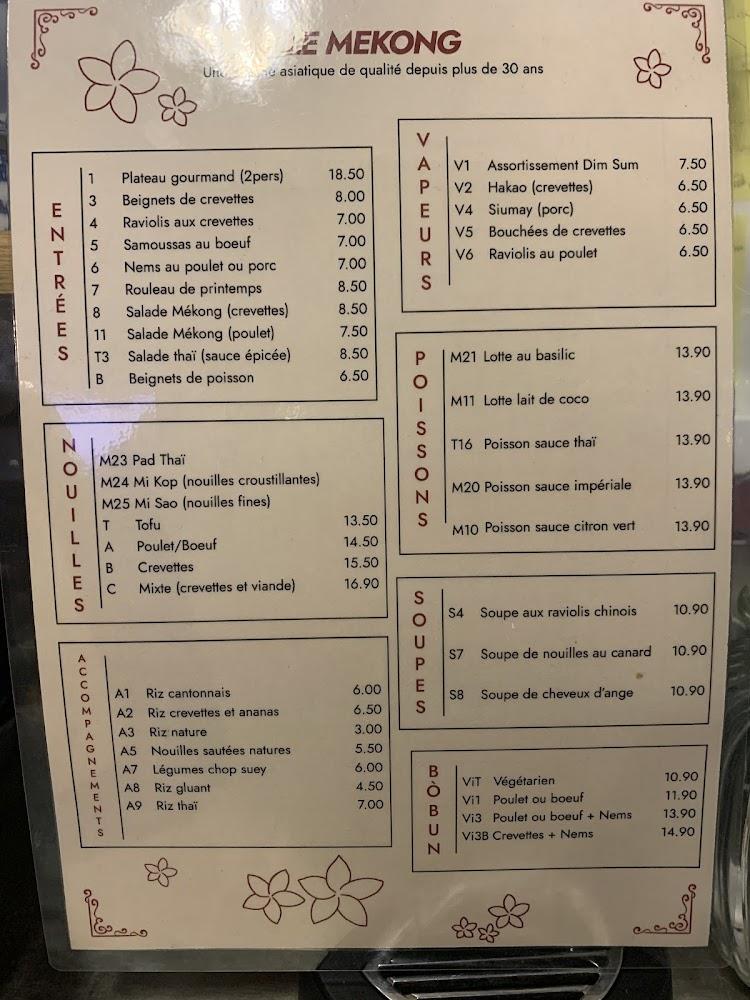 LE MEKONG
asiatique de qualité depuis plus de 30 ans
ENTRÉES
1 Plateau gourmand (2pers) 18.50
3 Beignets de crevettes 8.00
4 Raviolis aux crevettes 7.00
5 Samoussas au boeuf 7.00
6 Nems au poulet ou porc 7.00
7 Rouleau de printemps 8.50
8 Salade Mékong (crevettes) 8.50
11 Salade Mékong (poulet) 7.50
T3 Salade thaï (sauce épicée) 8.50
B Beignets de poisson 6.50
NOUILLES
M23 Pad Thaï
M24 Mi Kop (nouilles croustillantes)
M25 Mi Sao (nouilles fines)
T Tofu 13.50
A Poulet/Boeuf 14.50
B Crevettes 15.50
C Mixte (crevettes et viande) 16.90
ACCOMPAGNEMENTS
A1 Riz cantonnais 6.00
A2 Riz crevettes et ananas 6.50
A3 Riz nature 3.00
A5 Nouilles sautées natures 5.50
A7 Légumes chop suey 6.00
A8 Riz gluant 4.50
A9 Riz thaï 7.00
VAPEURS
V1 Assortissement Dim Sum 7.50
V2 Hakao (crevettes) 6.50
V4 Siumay (porc) 6.50
V5 Bouchées de crevettes 6.50
V6 Raviolis au poulet 6.50
POISSONS
M21 Lotte au basilic 13.90
M11 Lotte lait de coco 13.90
T16 Poisson sauce thaï 13.90
M20 Poisson sauce impériale 13.90
M10 Poisson sauce citron vert 13.90
SOUPES
S4 Soupe aux raviolis chinois 10.90
S7 Soupe de nouilles au canard 10.90
S8 Soupe de cheveux d'ange 10.90
BÒBUN
ViT Végétarien 10.90
Vi1 Poulet ou boeuf 11.90
Vi3 Poulet ou boeuf + Nems 13.90
Vi3B Crevettes + Nems 14.90